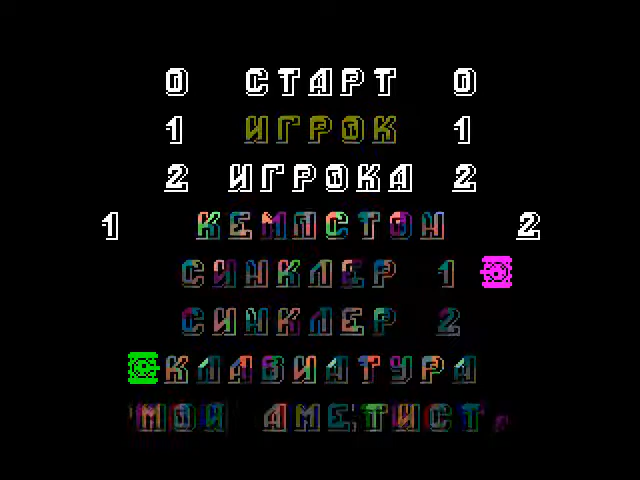 0 СТАРТ 0
1 ИГРОК 1
2 ИГРОКА 2
1 КЕМПСТОН 2
СИНКЛЕР 1
СИНКЛЕР 2
КЛАВИАТУРА
МОЙ АМЕТИСТ,